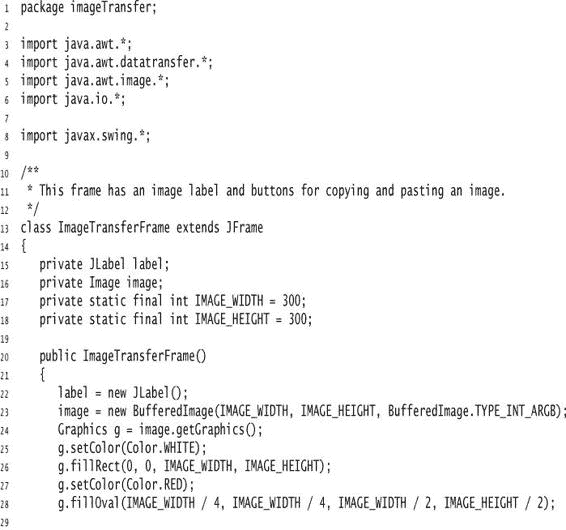 1 package imageTransfer;
2
3 import java.awt.*;
4 import java.awt.datatransfer.*;
5 import java.awt.image.*;
6 import java.io.*;
7
8 import javax.swing.*;
9
10 /**
11  * This frame has an image label and buttons for copying and pasting an image.
12  */
13 class ImageTransferFrame extends JFrame
14 {
15    private JLabel label;
16    private Image image;
17    private static final int IMAGE_WIDTH = 300;
18    private static final int IMAGE_HEIGHT = 300;
19
20    public ImageTransferFrame()
21    {
22       label = new JLabel();
23       image = new BufferedImage(IMAGE_WIDTH, IMAGE_HEIGHT, BufferedImage.TYPE_INT_ARGB);
24       Graphics g = image.getGraphics();
25       g.setColor(Color.WHITE);
26       g.fillRect(0, 0, IMAGE_WIDTH, IMAGE_HEIGHT);
27       g.setColor(Color.RED);
28       g.fillOval(IMAGE_WIDTH / 4, IMAGE_WIDTH / 4, IMAGE_WIDTH / 2, IMAGE_HEIGHT / 2);
29